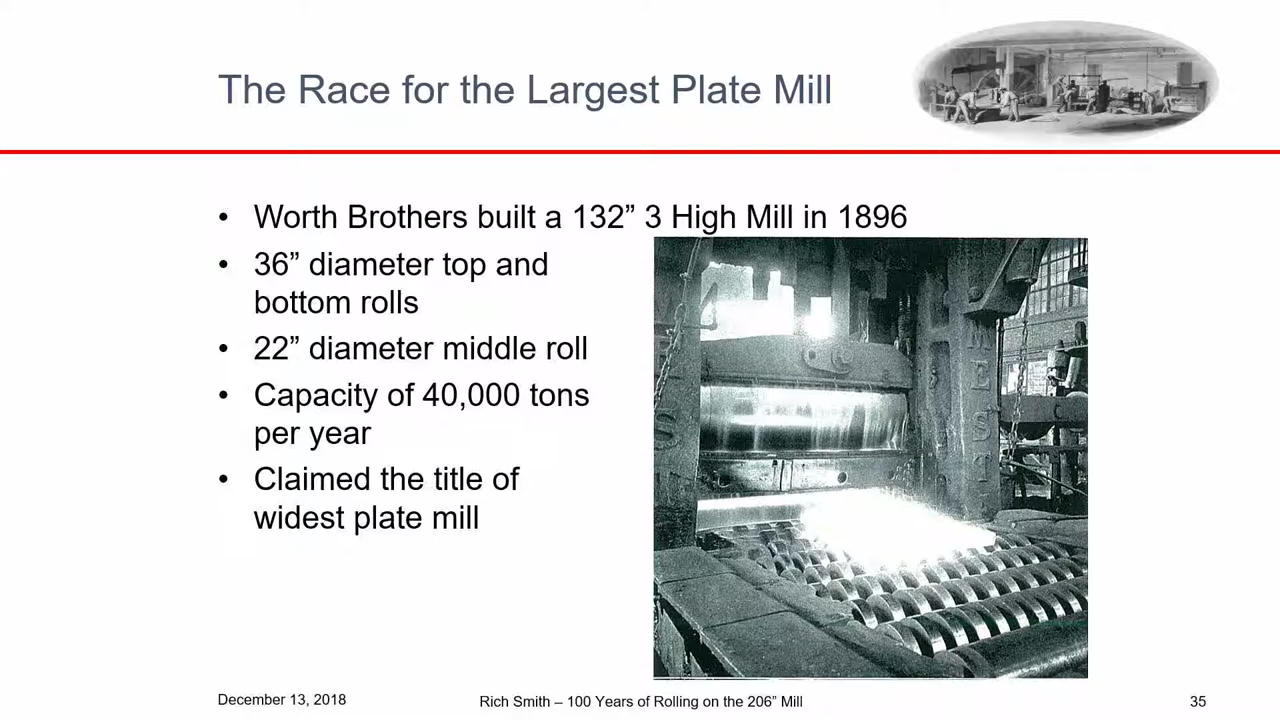 The Race for the Largest Plate Mill
• Worth Brothers built a 132” 3 High Mill in 1896
• 36” diameter top and
bottom rolls
• 22” diameter middle roll
• Capacity of 40,000 tons
per year
• Claimed the title of
widest plate mill
MEST
S
December 13, 2018
Rich Smith – 100 Years of Rolling on the 206” Mill
35